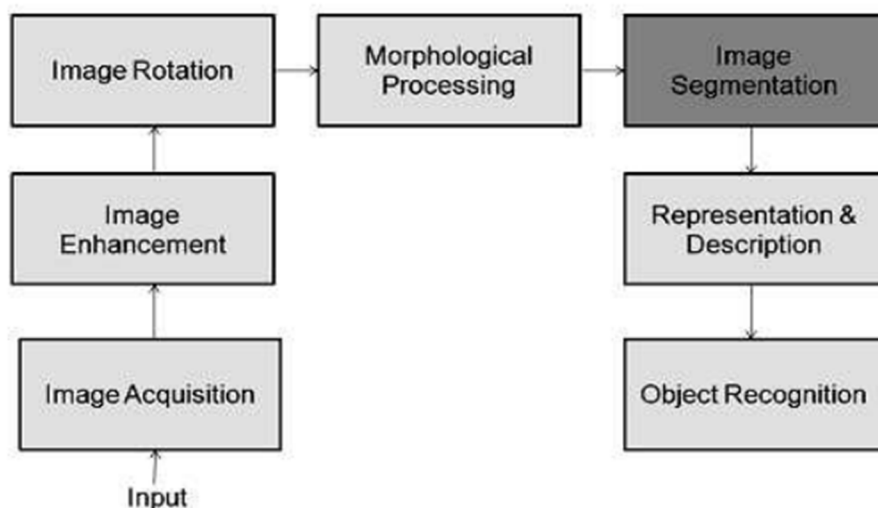 Image Rotation
Morphological
Processing
Image
Segmentation
Image
Enhancement
Representation &
Description
Image Acquisition
Object Recognition
Input